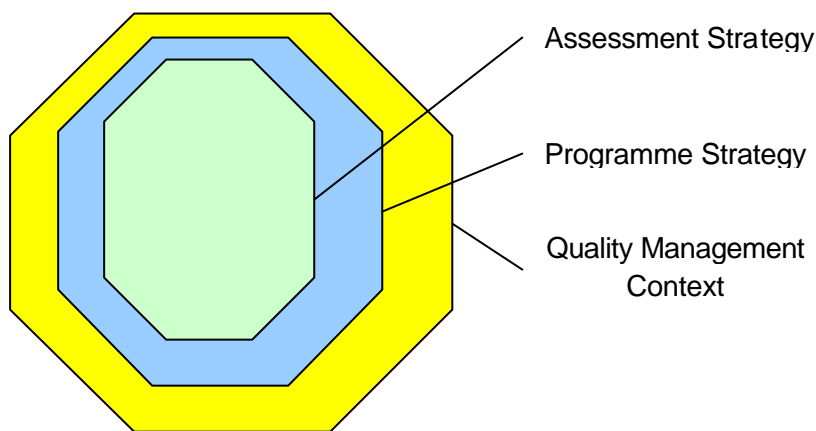 Assessment Strategy
Programme Strategy
Quality Management
Context